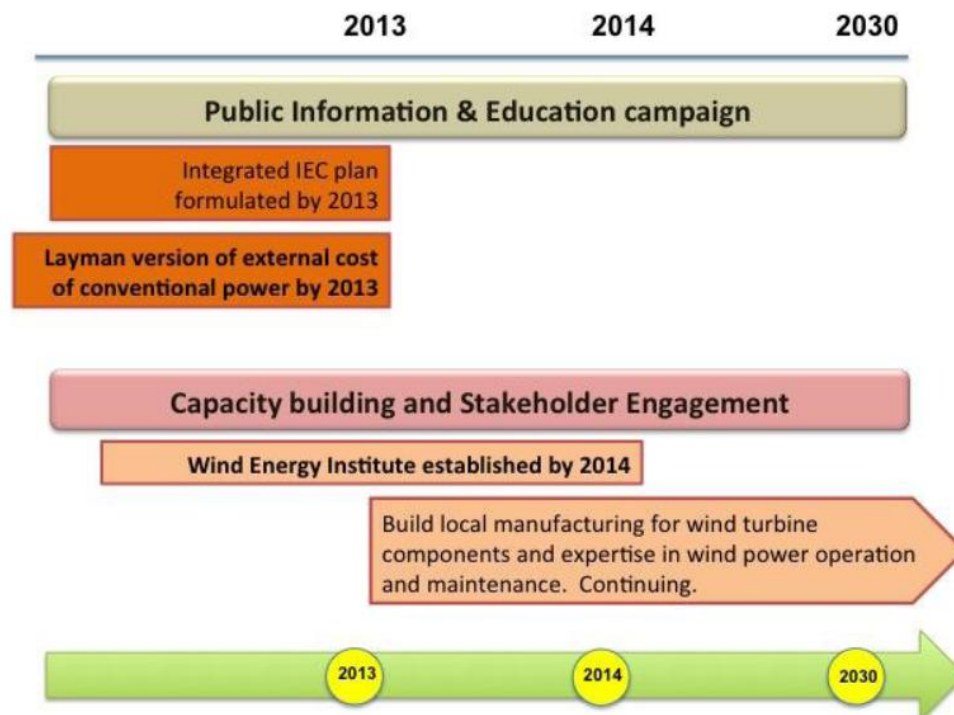 2013 2014 2030
Public Information & Education campaign
Integrated IEC plan
formulated by 2013
Layman version of external cost
of conventional power by 2013
Capacity building and Stakeholder Engagement
Wind Energy Institute established by 2014
Build local manufacturing for wind turbine
components and expertise in wind power operation
and maintenance.  Continuing.
2013 2014 2030